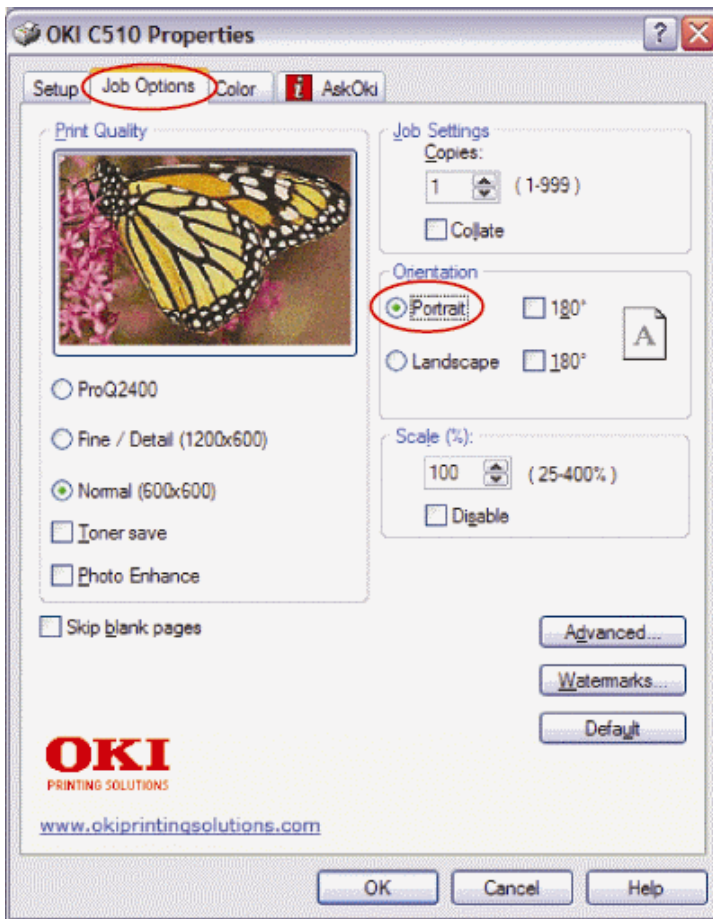 OKI C510 Properties
Setup
Job Options
Color
i AskOki
Print Quality
ProQ2400
Fine / Detail (1200x600)
Normal (600x600)
Toner save
Photo Enhance
Skip blank pages
Job Settings
Copies:
1 (1-999)
Collate
Orientation
Portrait 180°
Landscape 180°
A
Scale (%):
100 (25-400%)
Disable
Advanced...
Watermarks...
Default
OKI
PRINTING SOLUTIONS
www.okiprintingsolutions.com
OK
Cancel
Help